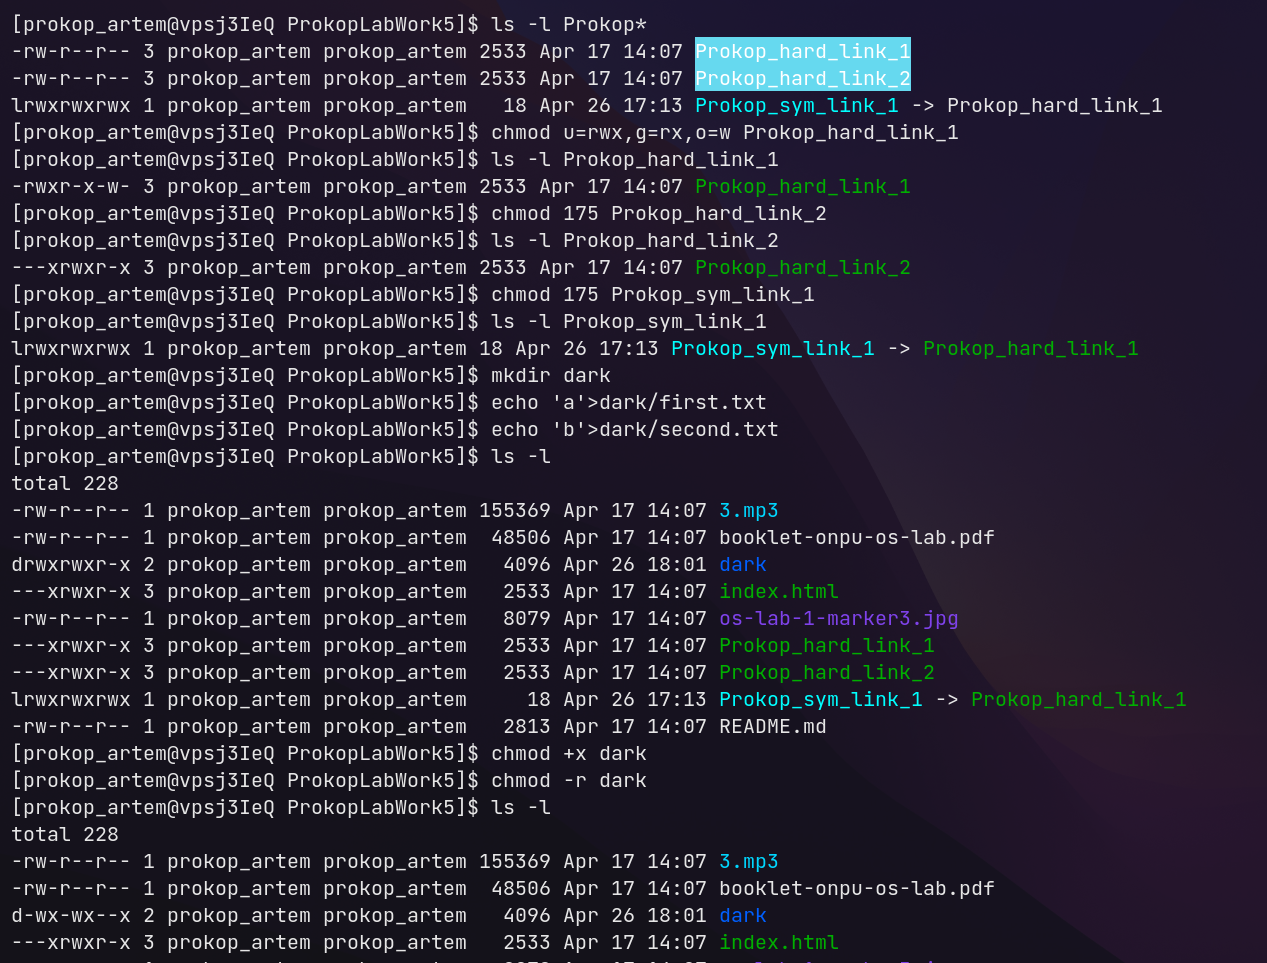 [prokop_artem@vpsj3IeQ ProkopLabWork5]$ ls -l Prokop*
-rw-r--r-- 3 prokop_artem prokop_artem 2533 Apr 17 14:07 Prokop_hard_link_1
-rw-r--r-- 3 prokop_artem prokop_artem 2533 Apr 17 14:07 Prokop_hard_link_2
lrwxrwxrwx 1 prokop_artem prokop_artem   18 Apr 26 17:13 Prokop_sym_link_1 -> Prokop_hard_link_1
[prokop_artem@vpsj3IeQ ProkopLabWork5]$ chmod u=rwx,g=rx,o=w Prokop_hard_link_1
[prokop_artem@vpsj3IeQ ProkopLabWork5]$ ls -l Prokop_hard_link_1
-rwxr-x-w- 3 prokop_artem prokop_artem 2533 Apr 17 14:07 Prokop_hard_link_1
[prokop_artem@vpsj3IeQ ProkopLabWork5]$ chmod 175 Prokop_hard_link_2
[prokop_artem@vpsj3IeQ ProkopLabWork5]$ ls -l Prokop_hard_link_2
---xrwxr-x 3 prokop_artem prokop_artem 2533 Apr 17 14:07 Prokop_hard_link_2
[prokop_artem@vpsj3IeQ ProkopLabWork5]$ chmod 175 Prokop_sym_link_1
[prokop_artem@vpsj3IeQ ProkopLabWork5]$ ls -l Prokop_sym_link_1
lrwxrwxrwx 1 prokop_artem prokop_artem 18 Apr 26 17:13 Prokop_sym_link_1 -> Prokop_hard_link_1
[prokop_artem@vpsj3IeQ ProkopLabWork5]$ mkdir dark
[prokop_artem@vpsj3IeQ ProkopLabWork5]$ echo 'a'>dark/first.txt
[prokop_artem@vpsj3IeQ ProkopLabWork5]$ echo 'b'>dark/second.txt
[prokop_artem@vpsj3IeQ ProkopLabWork5]$ ls -l
total 228
-rw-r--r-- 1 prokop_artem prokop_artem 155369 Apr 17 14:07 3.mp3
-rw-r--r-- 1 prokop_artem prokop_artem  48506 Apr 17 14:07 booklet-onpu-os-lab.pdf
drwxrwxr-x 2 prokop_artem prokop_artem   4096 Apr 26 18:01 dark
---xrwxr-x 3 prokop_artem prokop_artem   2533 Apr 17 14:07 index.html
-rw-r--r-- 1 prokop_artem prokop_artem   8079 Apr 17 14:07 os-lab-1-marker3.jpg
---xrwxr-x 3 prokop_artem prokop_artem   2533 Apr 17 14:07 Prokop_hard_link_1
---xrwxr-x 3 prokop_artem prokop_artem   2533 Apr 17 14:07 Prokop_hard_link_2
lrwxrwxrwx 1 prokop_artem prokop_artem     18 Apr 26 17:13 Prokop_sym_link_1 -> Prokop_hard_link_1
-rw-r--r-- 1 prokop_artem prokop_artem   2813 Apr 17 14:07 README.md
[prokop_artem@vpsj3IeQ ProkopLabWork5]$ chmod +x dark
[prokop_artem@vpsj3IeQ ProkopLabWork5]$ chmod -r dark
[prokop_artem@vpsj3IeQ ProkopLabWork5]$ ls -l
total 228
-rw-r--r-- 1 prokop_artem prokop_artem 155369 Apr 17 14:07 3.mp3
-rw-r--r-- 1 prokop_artem prokop_artem  48506 Apr 17 14:07 booklet-onpu-os-lab.pdf
d-wx-wx--x 2 prokop_artem prokop_artem   4096 Apr 26 18:01 dark
---xrwxr-x 3 prokop_artem prokop_artem   2533 Apr 17 14:07 index.html